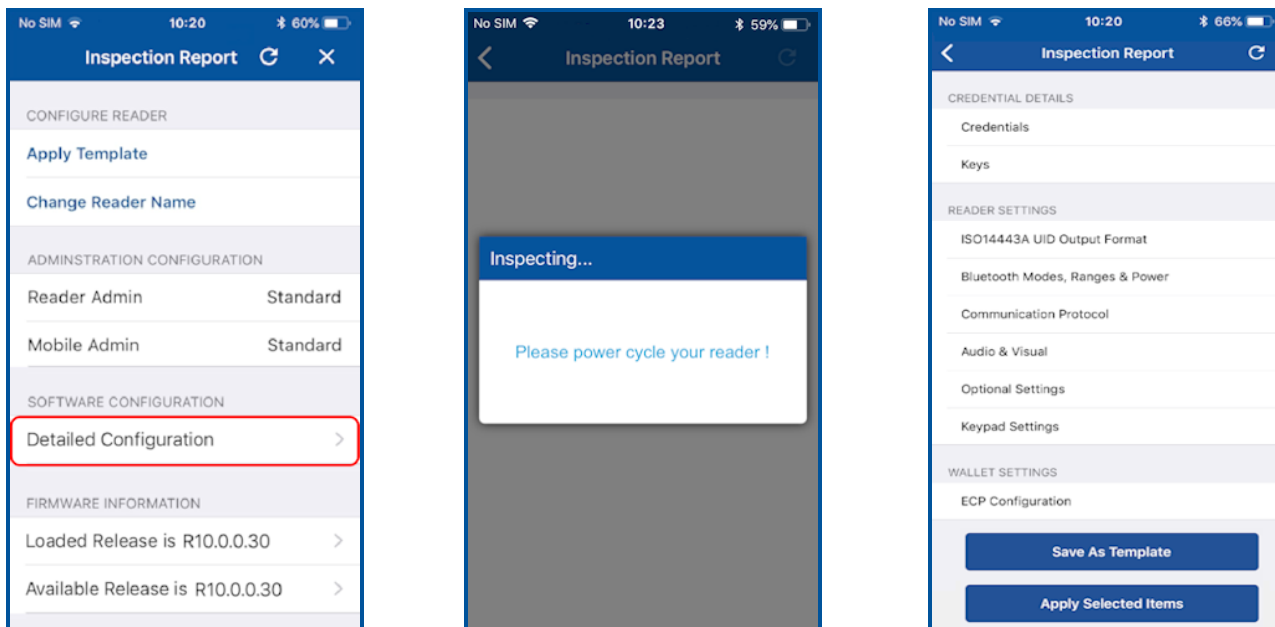 No SIM 10:20 60%
Inspection Report
CONFIGURE READER
Apply Template
Change Reader Name
ADMINSTRATION CONFIGURATION
Reader Admin Standard
Mobile Admin Standard
SOFTWARE CONFIGURATION
Detailed Configuration
FIRMWARE INFORMATION
Loaded Release is R10.0.0.30
Available Release is R10.0.0.30
No SIM 10:23 59%
Inspection Report
Inspecting...
Please power cycle your reader !
No SIM 10:20 66%
Inspection Report
CREDENTIAL DETAILS
Credentials
Keys
READER SETTINGS
ISO14443A UID Output Format
Bluetooth Modes, Ranges & Power
Communication Protocol
Audio & Visual
Optional Settings
Keypad Settings
WALLET SETTINGS
ECP Configuration
Save As Template
Apply Selected Items